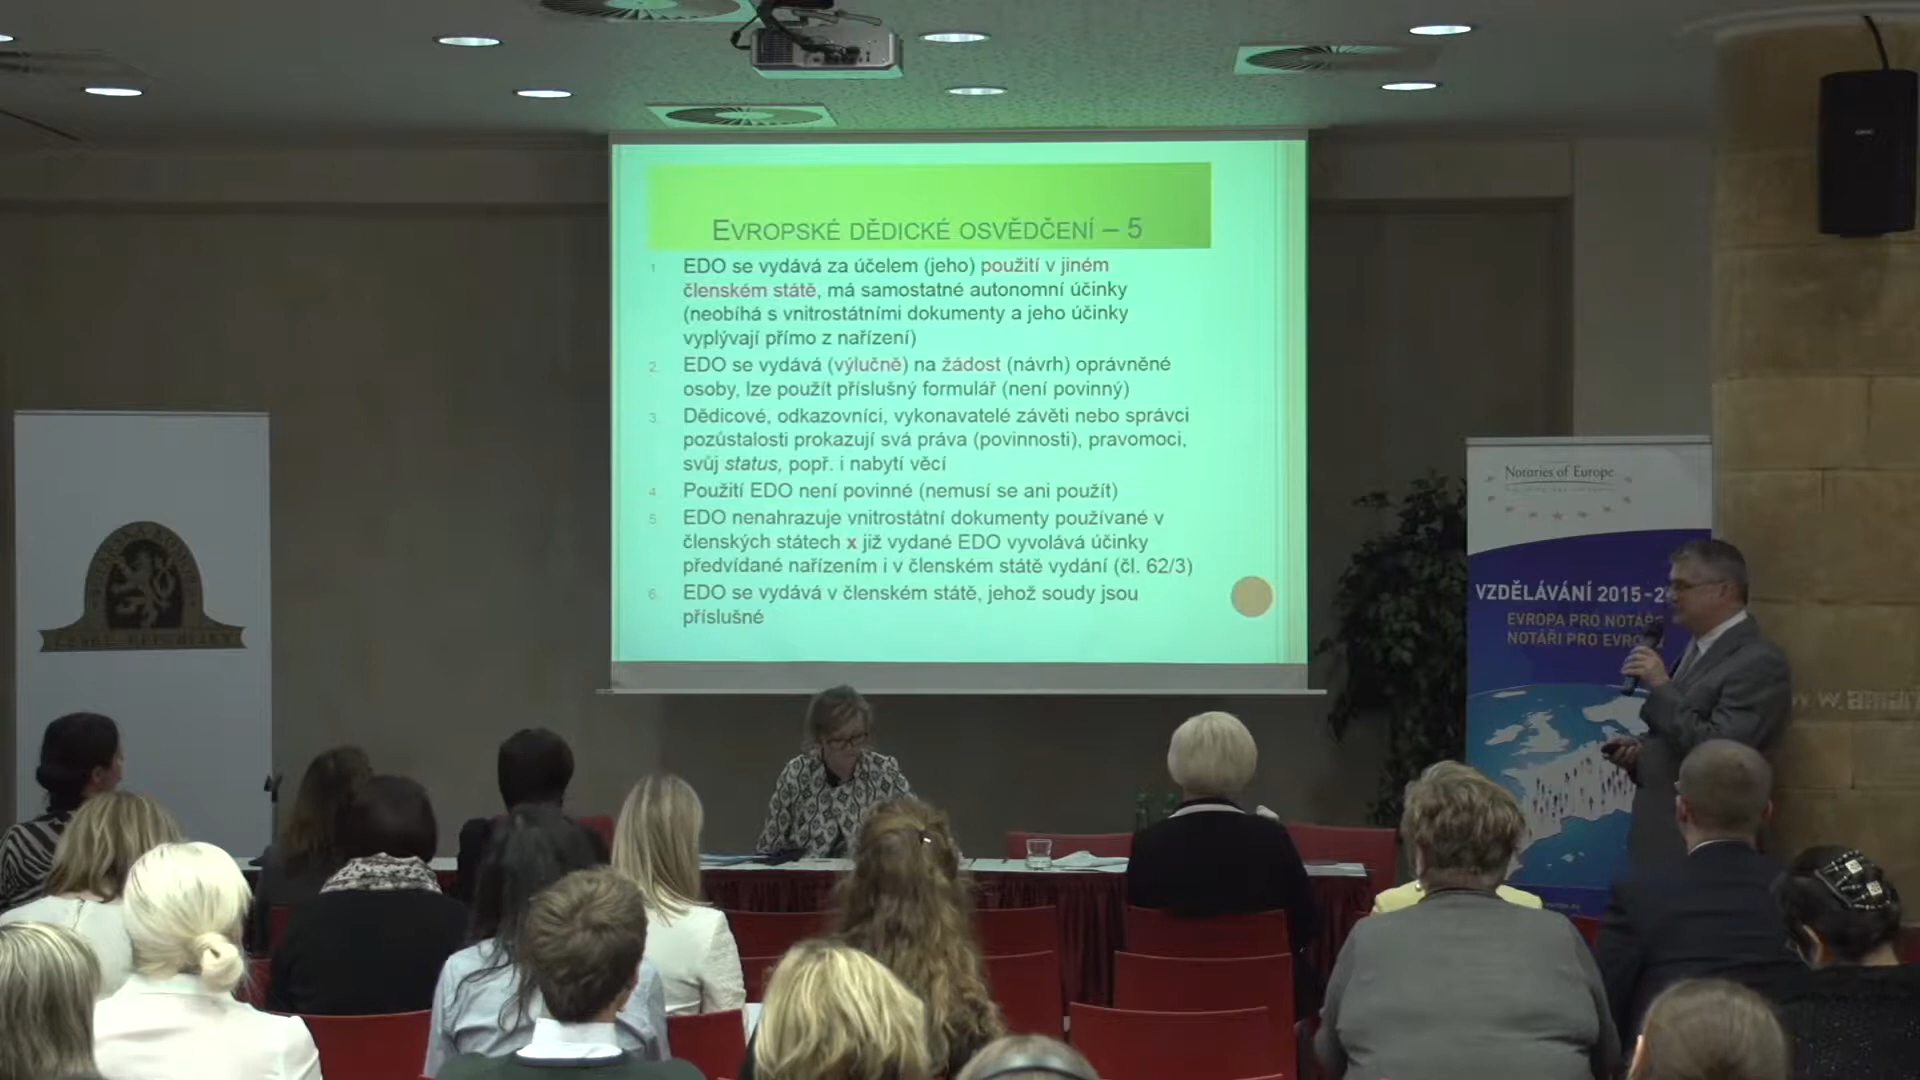 EVROPSKÉ DĚDICKÉ OSVĚDČENÍ – 5
1. EDO se vydává za účelem (jeho) použití v jiném
členském státě, má samostatné autonomní účinky
(neobíhá s vnitrostátními dokumenty a jeho účinky
vyplývají přímo z nařízení)
2. EDO se vydává (výlučně) na žádost (návrh) oprávněné
osoby, lze použít příslušný formulář (není povinný)
3. Dědicové, odkazovníci, vykonavatelé závěti nebo správci
pozůstalosti prokazují svá práva (povinnosti), pravomoci,
svůj status, popř. i nabytí věcí
4. Použití EDO není povinné (nemusí se ani použít)
5. EDO nenahrazuje vnitrostátní dokumenty používané v
členských státech x již vydané EDO vyvolává účinky
předvídané nařízením i v členském státě vydání (čl. 62/3)
6. EDO se vydává v členském státě, jehož soudy jsou
příslušné
Notaries of Europe
VZDĚLÁVÁNÍ 2015-2
EVROPA PRO NOTÁŘE
NOTÁŘI PRO EVRO
ČESKÉ REPUBLIKY